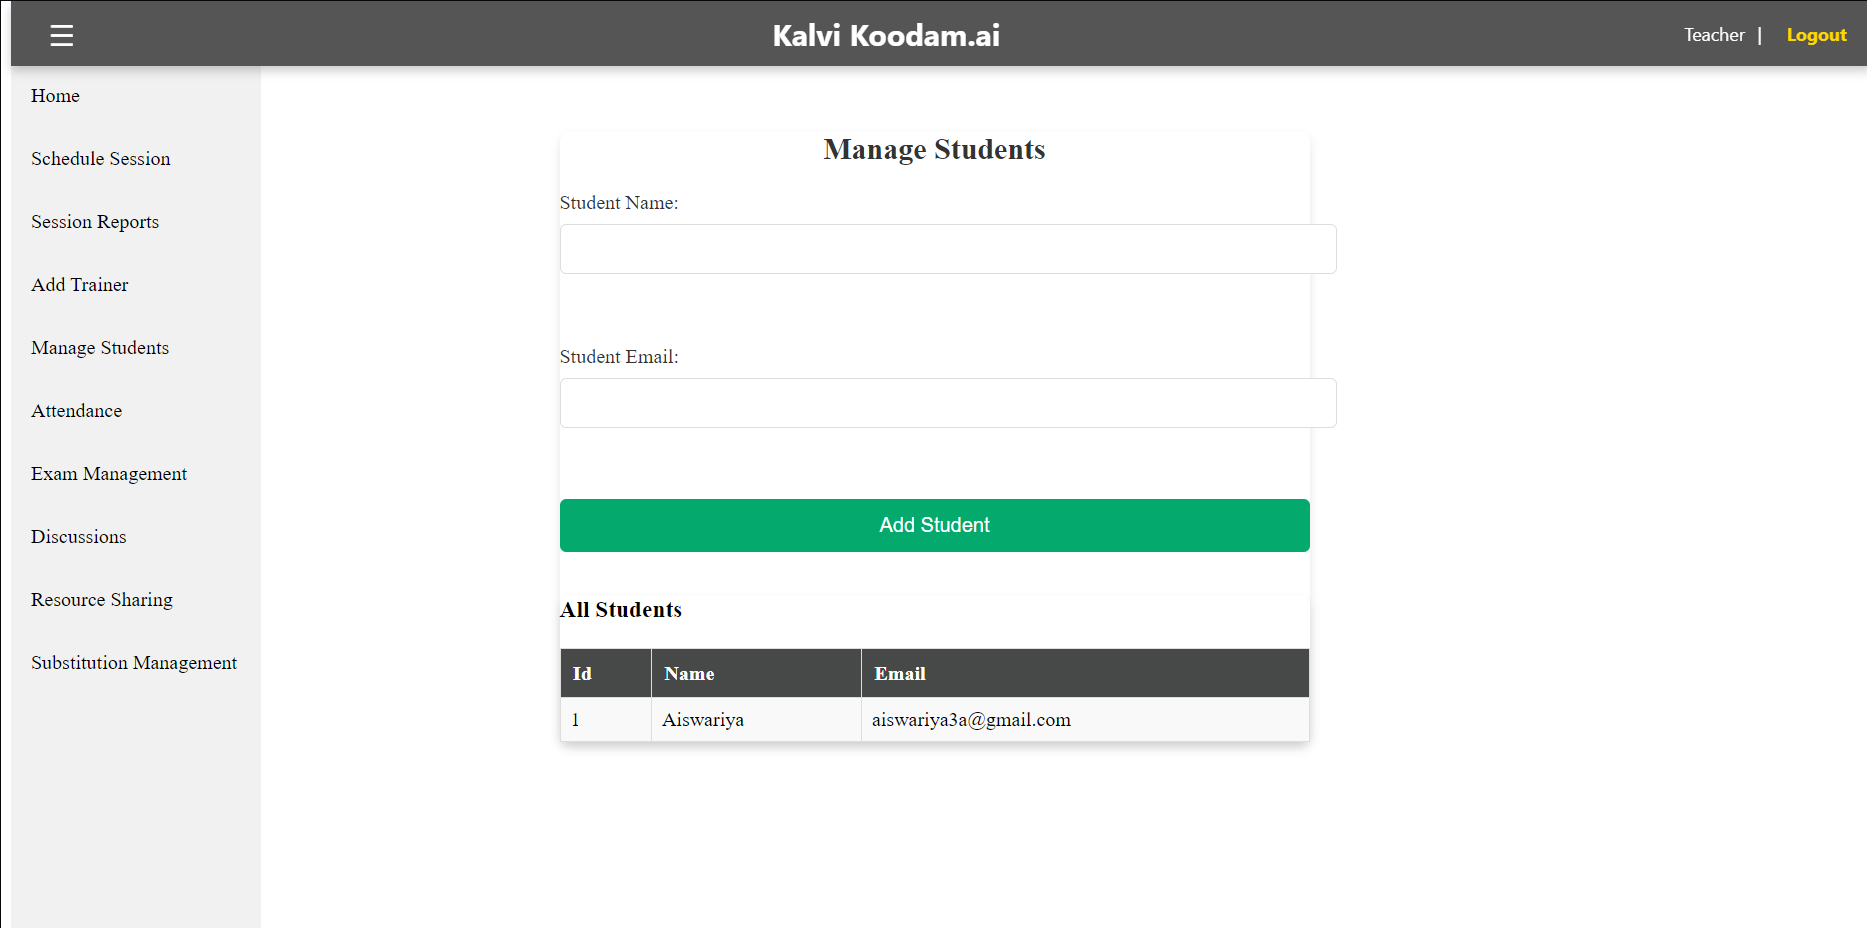 ☰ Kalvi Koodam.ai Teacher | Logout
Home
Schedule Session
Session Reports
Add Trainer
Manage Students
Attendance
Exam Management
Discussions
Resource Sharing
Substitution Management
Manage Students
Student Name:
Student Email:
Add Student
All Students
Id Name Email
1 Aiswariya aiswariya3a@gmail.com